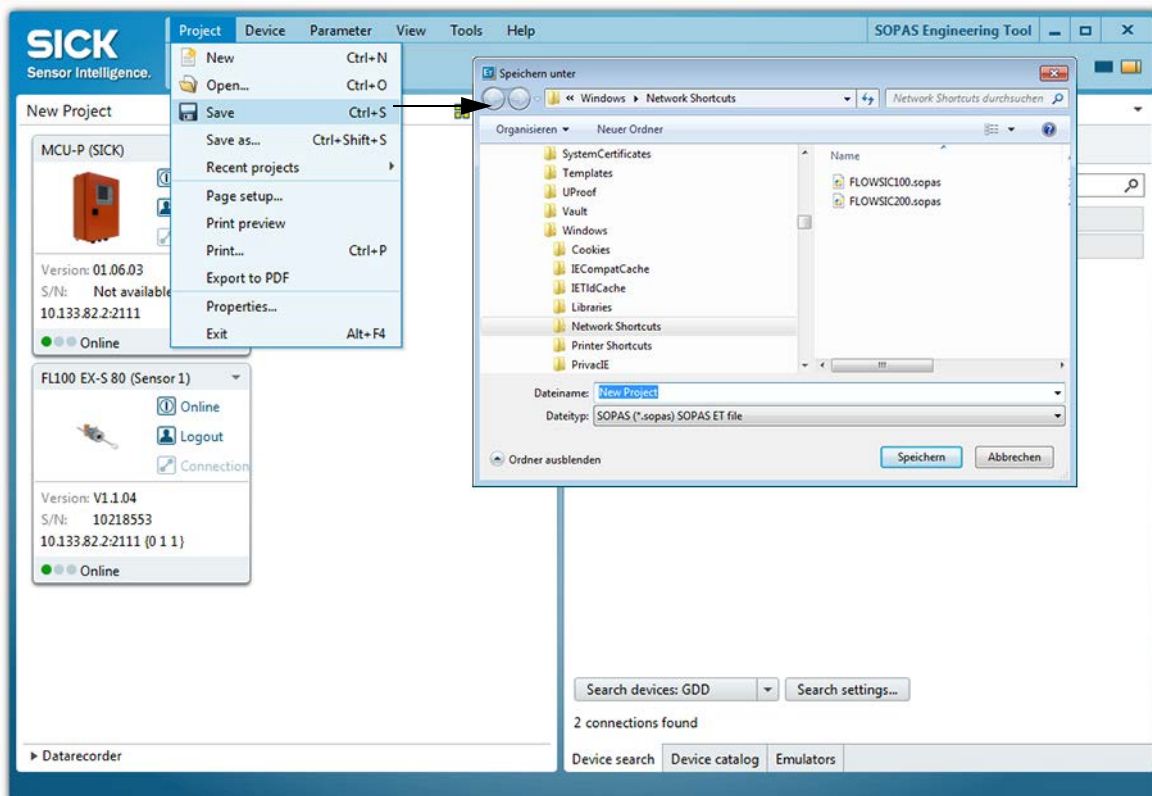 SICK
Sensor Intelligence.
Project Device Parameter View Tools Help
SOPAS Engineering Tool
New Ctrl+N
Open... Ctrl+O
Save Ctrl+S
Save as... Ctrl+Shift+S
Recent projects
Page setup...
Print preview
Print... Ctrl+P
Export to PDF
Properties...
Exit Alt+F4
New Project
MCU-P (SICK)
Version: 01.06.03
S/N: Not available
10.133.82.2:2111
Online
FL100 EX-S 80 (Sensor 1)
Online
Logout
Connection
Version: V1.1.04
S/N: 10218553
10.133.82.2:2111 {0 1 1}
Online
Datarecorder
Speichern unter
« Windows Network Shortcuts
Network Shortcuts durchsuchen
Organisieren Neuer Ordner
SystemCertificates
Templates
UProof
Vault
Windows
Cookies
IECompatCache
IETldCache
Libraries
Network Shortcuts
Printer Shortcuts
PrivacIE
Name
FLOWSIC100.sopas
FLOWSIC200.sopas
Dateiname: New Project
Dateityp: SOPAS (*.sopas) SOPAS ET file
Ordner ausblenden
Speichern Abbrechen
Search devices: GDD Search settings...
2 connections found
Device search Device catalog Emulators